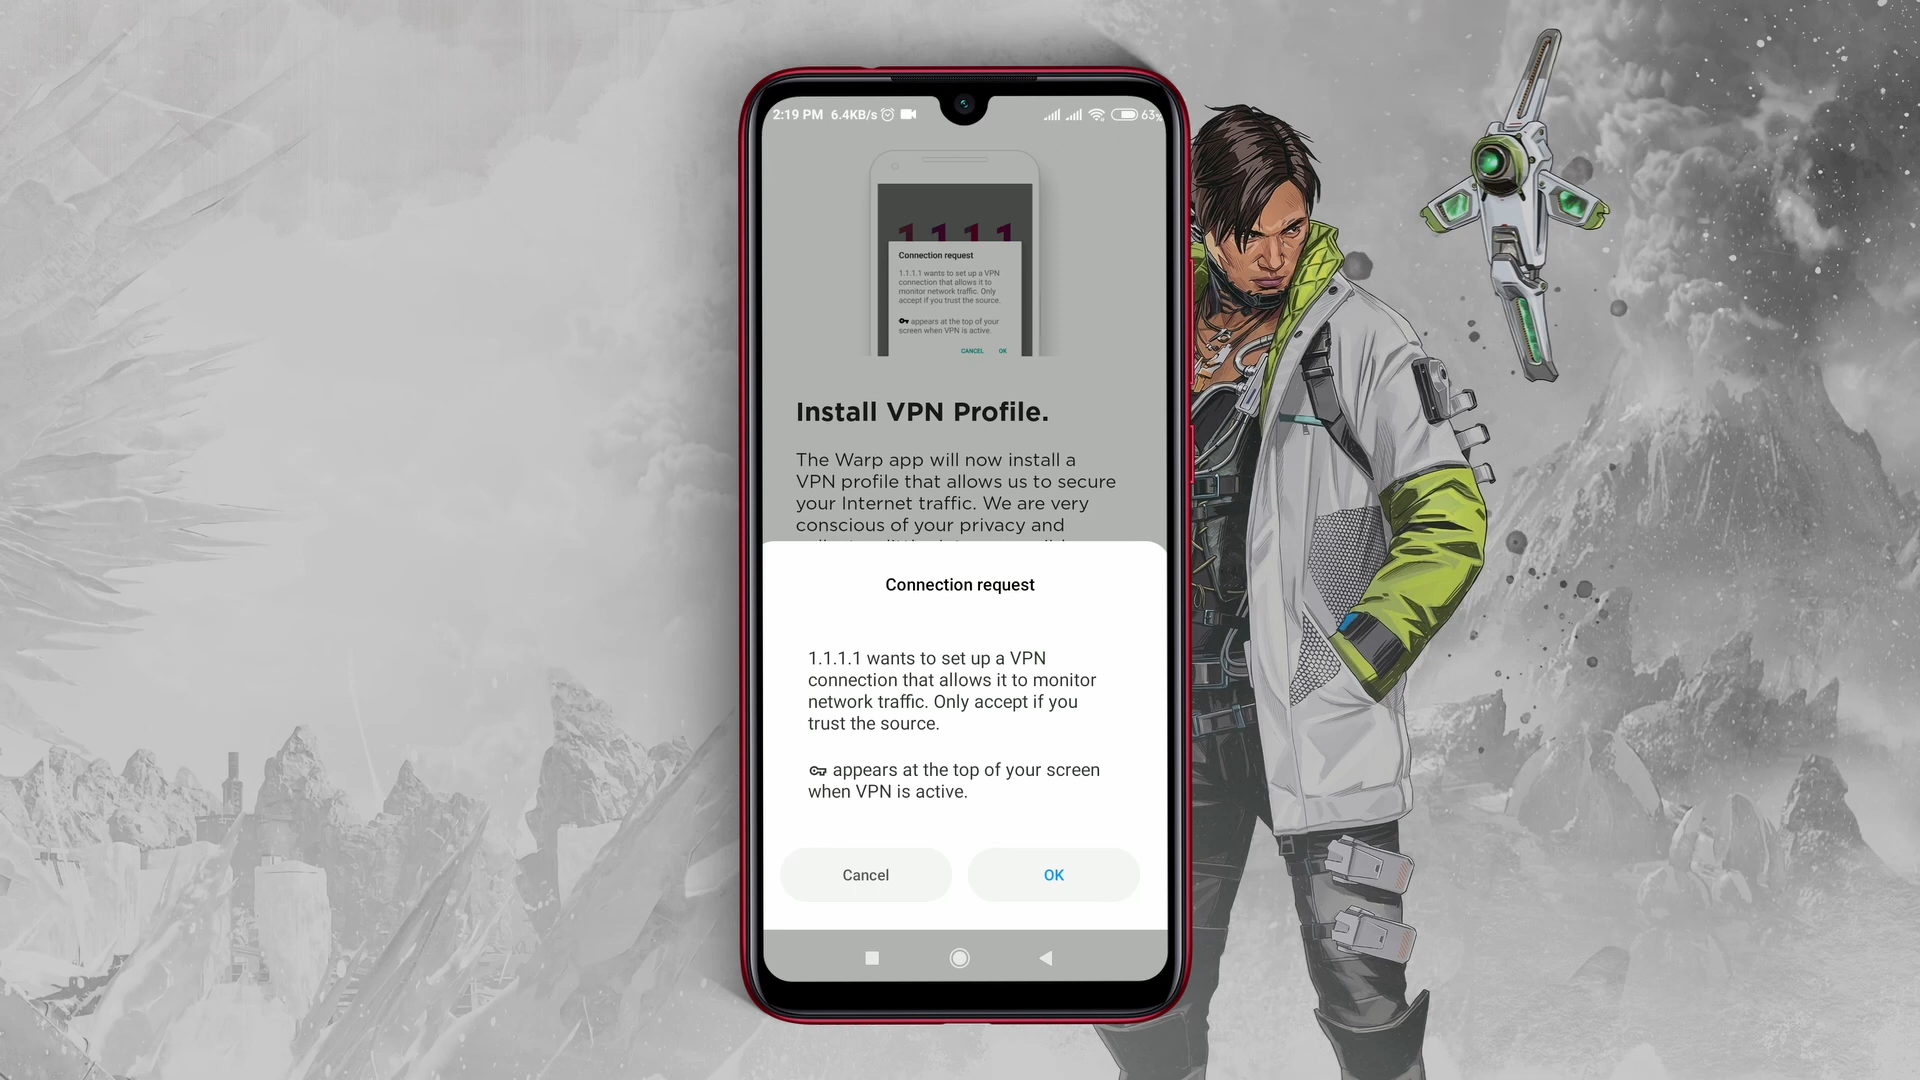 2:19 PM 6.4KB/s
63%
1.1.1.1
Connection request
1.1.1.1 wants to set up a VPN
connection that allows it to
monitor network traffic. Only
accept if you trust the source.
appears at the top of your
screen when VPN is active.
CANCEL OK
Install VPN Profile.
The Warp app will now install a
VPN profile that allows us to secure
your Internet traffic. We are very
conscious of your privacy and
Connection request
1.1.1.1 wants to set up a VPN
connection that allows it to monitor
network traffic. Only accept if you
trust the source.
appears at the top of your screen
when VPN is active.
Cancel OK